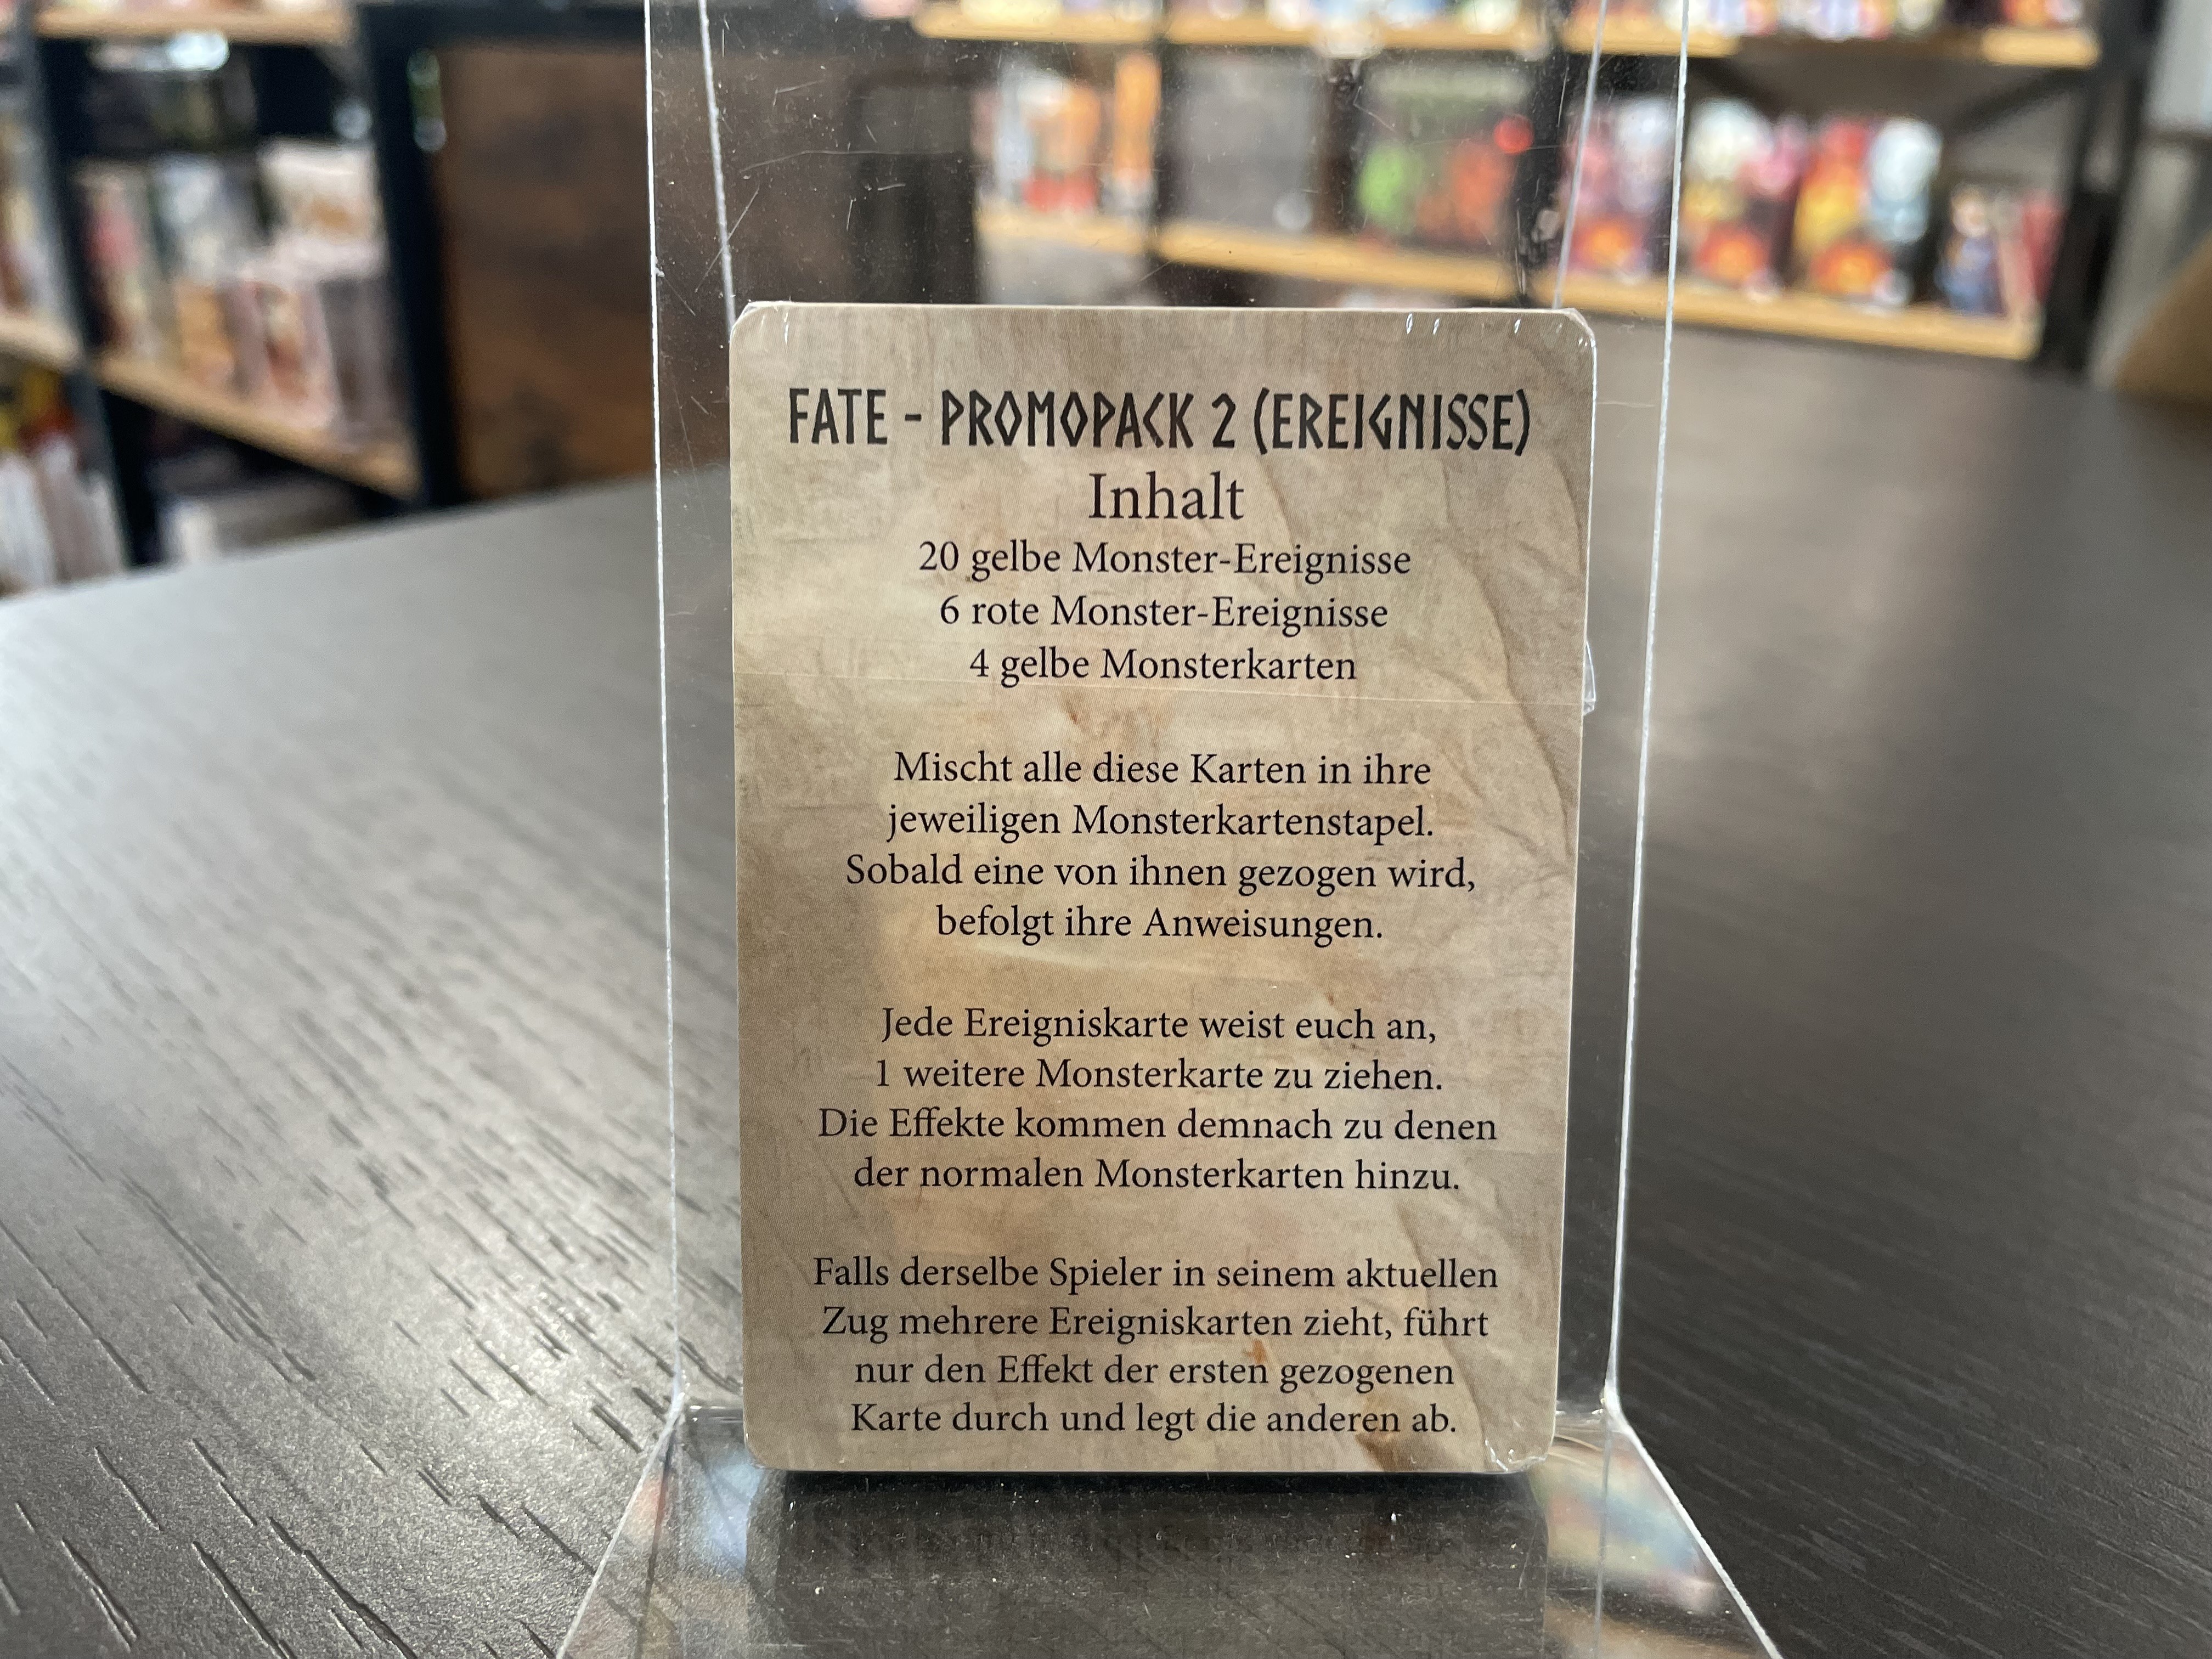 FATE - PROMOPACK 2 (EREIGNISSE)
Inhalt
20 gelbe Monster-Ereignisse
6 rote Monster-Ereignisse
4 gelbe Monsterkarten
Mischt alle diese Karten in ihre
jeweiligen Monsterkartenstapel.
Sobald eine von ihnen gezogen wird,
befolgt ihre Anweisungen.
Jede Ereigniskarte weist euch an,
1 weitere Monsterkarte zu ziehen.
Die Effekte kommen demnach zu denen
der normalen Monsterkarten hinzu.
Falls derselbe Spieler in seinem aktuellen
Zug mehrere Ereigniskarten zieht, führt
nur den Effekt der ersten gezogenen
Karte durch und legt die anderen ab.